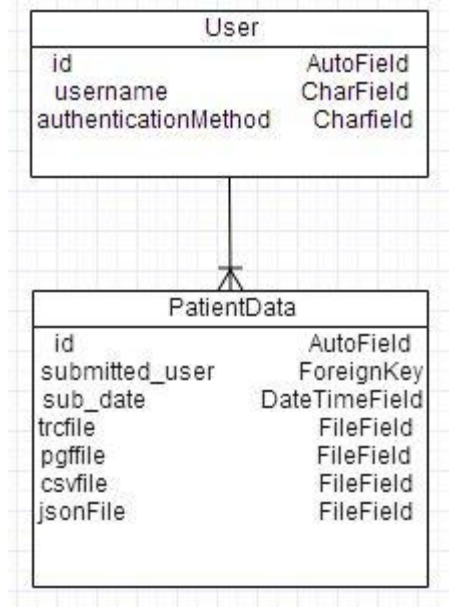 User
id AutoField
username CharField
authenticationMethod Charfield
PatientData
id AutoField
submitted_user ForeignKey
sub_date DateTimeField
trcfile FileField
pgffile FileField
csvfile FileField
jsonFile FileField